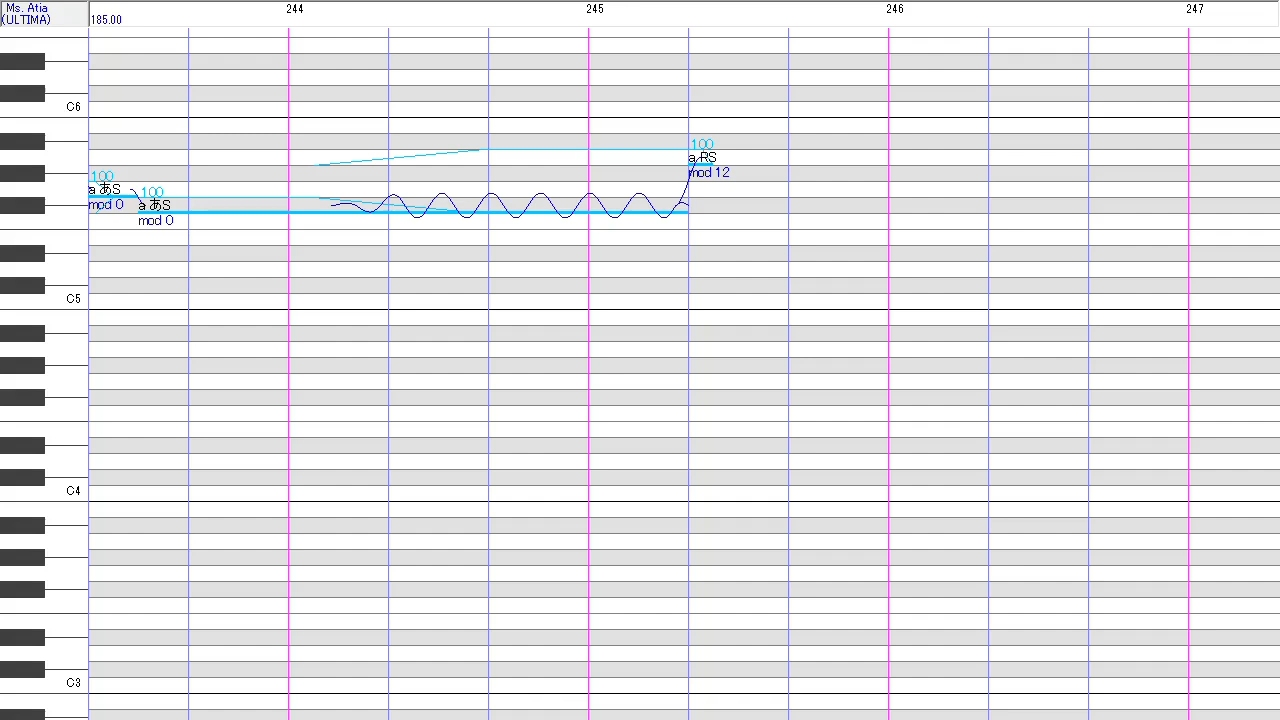 Ms. Atia
(ULTIMA)
185.00
244
245
246
247
C6
C5
C4
C3
100
a あS
mod 0
100
a あS
mod 0
100
a RS
mod 12